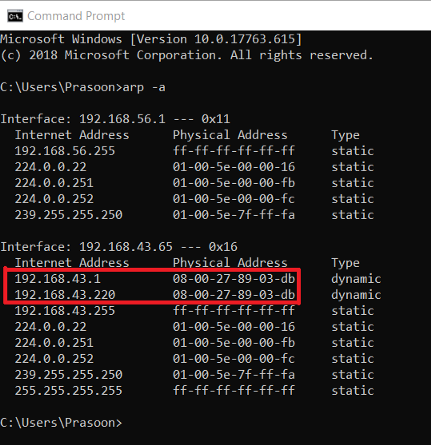 Command Prompt
Microsoft Windows [Version 10.0.17763.615]
(c) 2018 Microsoft Corporation. All rights reserved.
C:\Users\Prasoon>arp -a
Interface: 192.168.56.1 --- 0x11
Internet Address Physical Address Type
192.168.56.255 ff-ff-ff-ff-ff-ff static
224.0.0.22 01-00-5e-00-00-16 static
224.0.0.251 01-00-5e-00-00-fb static
224.0.0.252 01-00-5e-00-00-fc static
239.255.255.250 01-00-5e-7f-ff-fa static
Interface: 192.168.43.65 --- 0x16
Internet Address Physical Address Type
192.168.43.1 08-00-27-89-03-db dynamic
192.168.43.220 08-00-27-89-03-db dynamic
192.168.43.255 ff-ff-ff-ff-ff-ff static
224.0.0.22 01-00-5e-00-00-16 static
224.0.0.251 01-00-5e-00-00-fb static
224.0.0.252 01-00-5e-00-00-fc static
239.255.255.250 01-00-5e-7f-ff-fa static
255.255.255.255 ff-ff-ff-ff-ff-ff static
C:\Users\Prasoon>